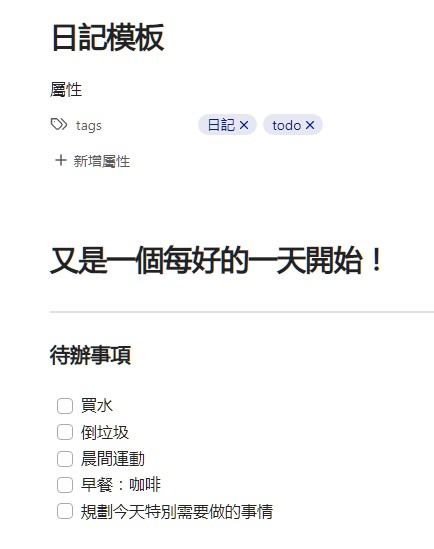 日記模板
屬性
tags 日記 × todo ×
+ 新增屬性
又是一個每好的一天開始！
待辦事項
買水
倒垃圾
晨間運動
早餐：咖啡
規劃今天特別需要做的事情